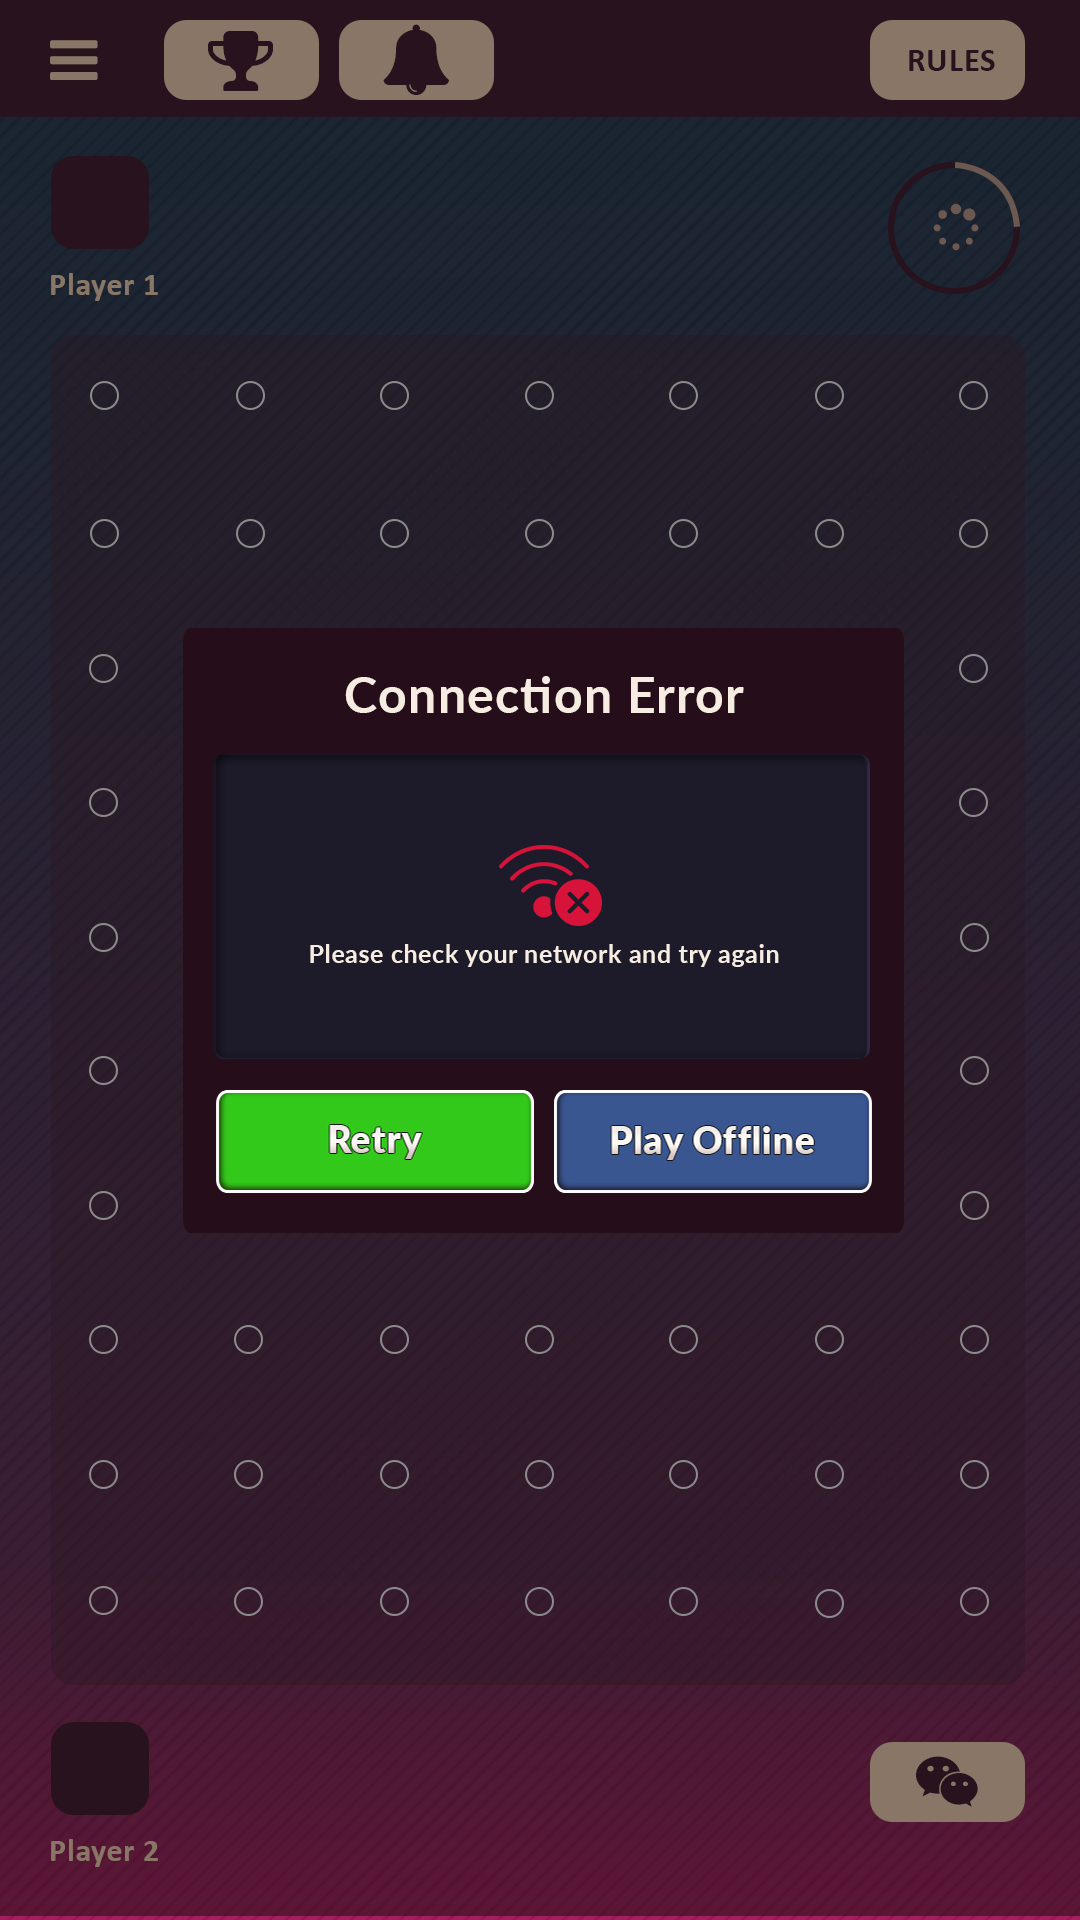 RULES
Player 1
Connection Error
Please check your network and try again
Retry
Play Offline
Player 2